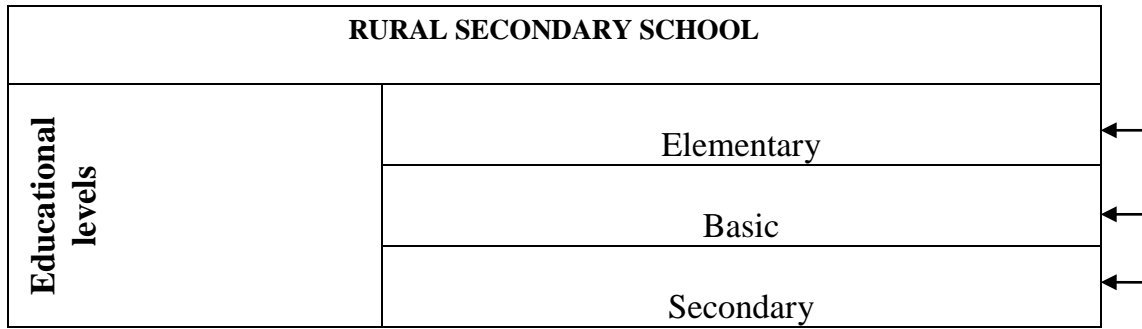 RURAL SECONDARY SCHOOL
Educational
levels
Elementary
Basic
Secondary